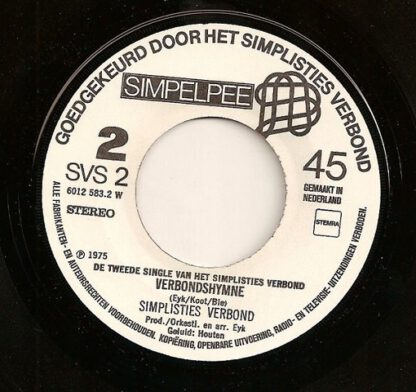 GOEDGEKEURD DOOR HET SIMPLISTIES VERBOND
SIMPELPEE
2
SVS 2
6012 583.2 W
STEREO
45
GEMAAKT IN
NEDERLAND
STEMRA
℗ 1975
DE TWEEDE SINGLE VAN HET SIMPLISTIES VERBOND
VERBONDSHYMNE
(Eyk/Koot/Bie)
SIMPLISTIES VERBOND
Prod./Orkestl. en arr. Eyk
Geluid: Houten
ALLE FABRIKANTEN- EN AUTEURSRECHTEN VOORBEHOUDEN. KOPIËRING, OPENBARE UITVOERING, RADIO- EN TELEVISIE- UITZENDINGEN VERBODEN.